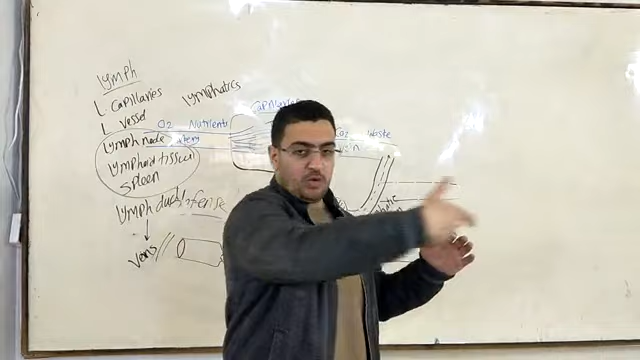 lymph
L. Capillaries
L. Vessel
lymph node
lymphoid tissue
spleen
lymph duct
veins
lymphatics
Capillaries
O2 Nutrients
artery
defense
CO2 waste
vein